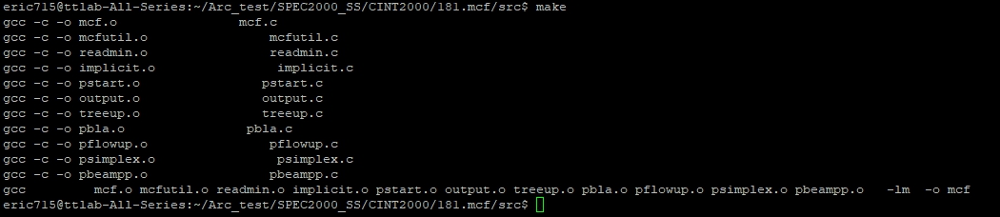 eric715@ttlab-All-Series:~/Arc_test/SPEC2000_SS/CINT2000/181.mcf/src$ make
gcc -c -o mcf.o               mcf.c
gcc -c -o mcfutil.o                mcfutil.c
gcc -c -o readmin.o                readmin.c
gcc -c -o implicit.o                implicit.c
gcc -c -o pstart.o                pstart.c
gcc -c -o output.o                output.c
gcc -c -o treeup.o                treeup.c
gcc -c -o pbla.o                pbla.c
gcc -c -o pflowup.o                pflowup.c
gcc -c -o psimplex.o                psimplex.c
gcc -c -o pbeampp.o                pbeampp.c
gcc         mcf.o mcfutil.o readmin.o implicit.o pstart.o output.o treeup.o pbla.o pflowup.o psimplex.o pbeampp.o   -lm  -o mcf
eric715@ttlab-All-Series:~/Arc_test/SPEC2000_SS/CINT2000/181.mcf/src$